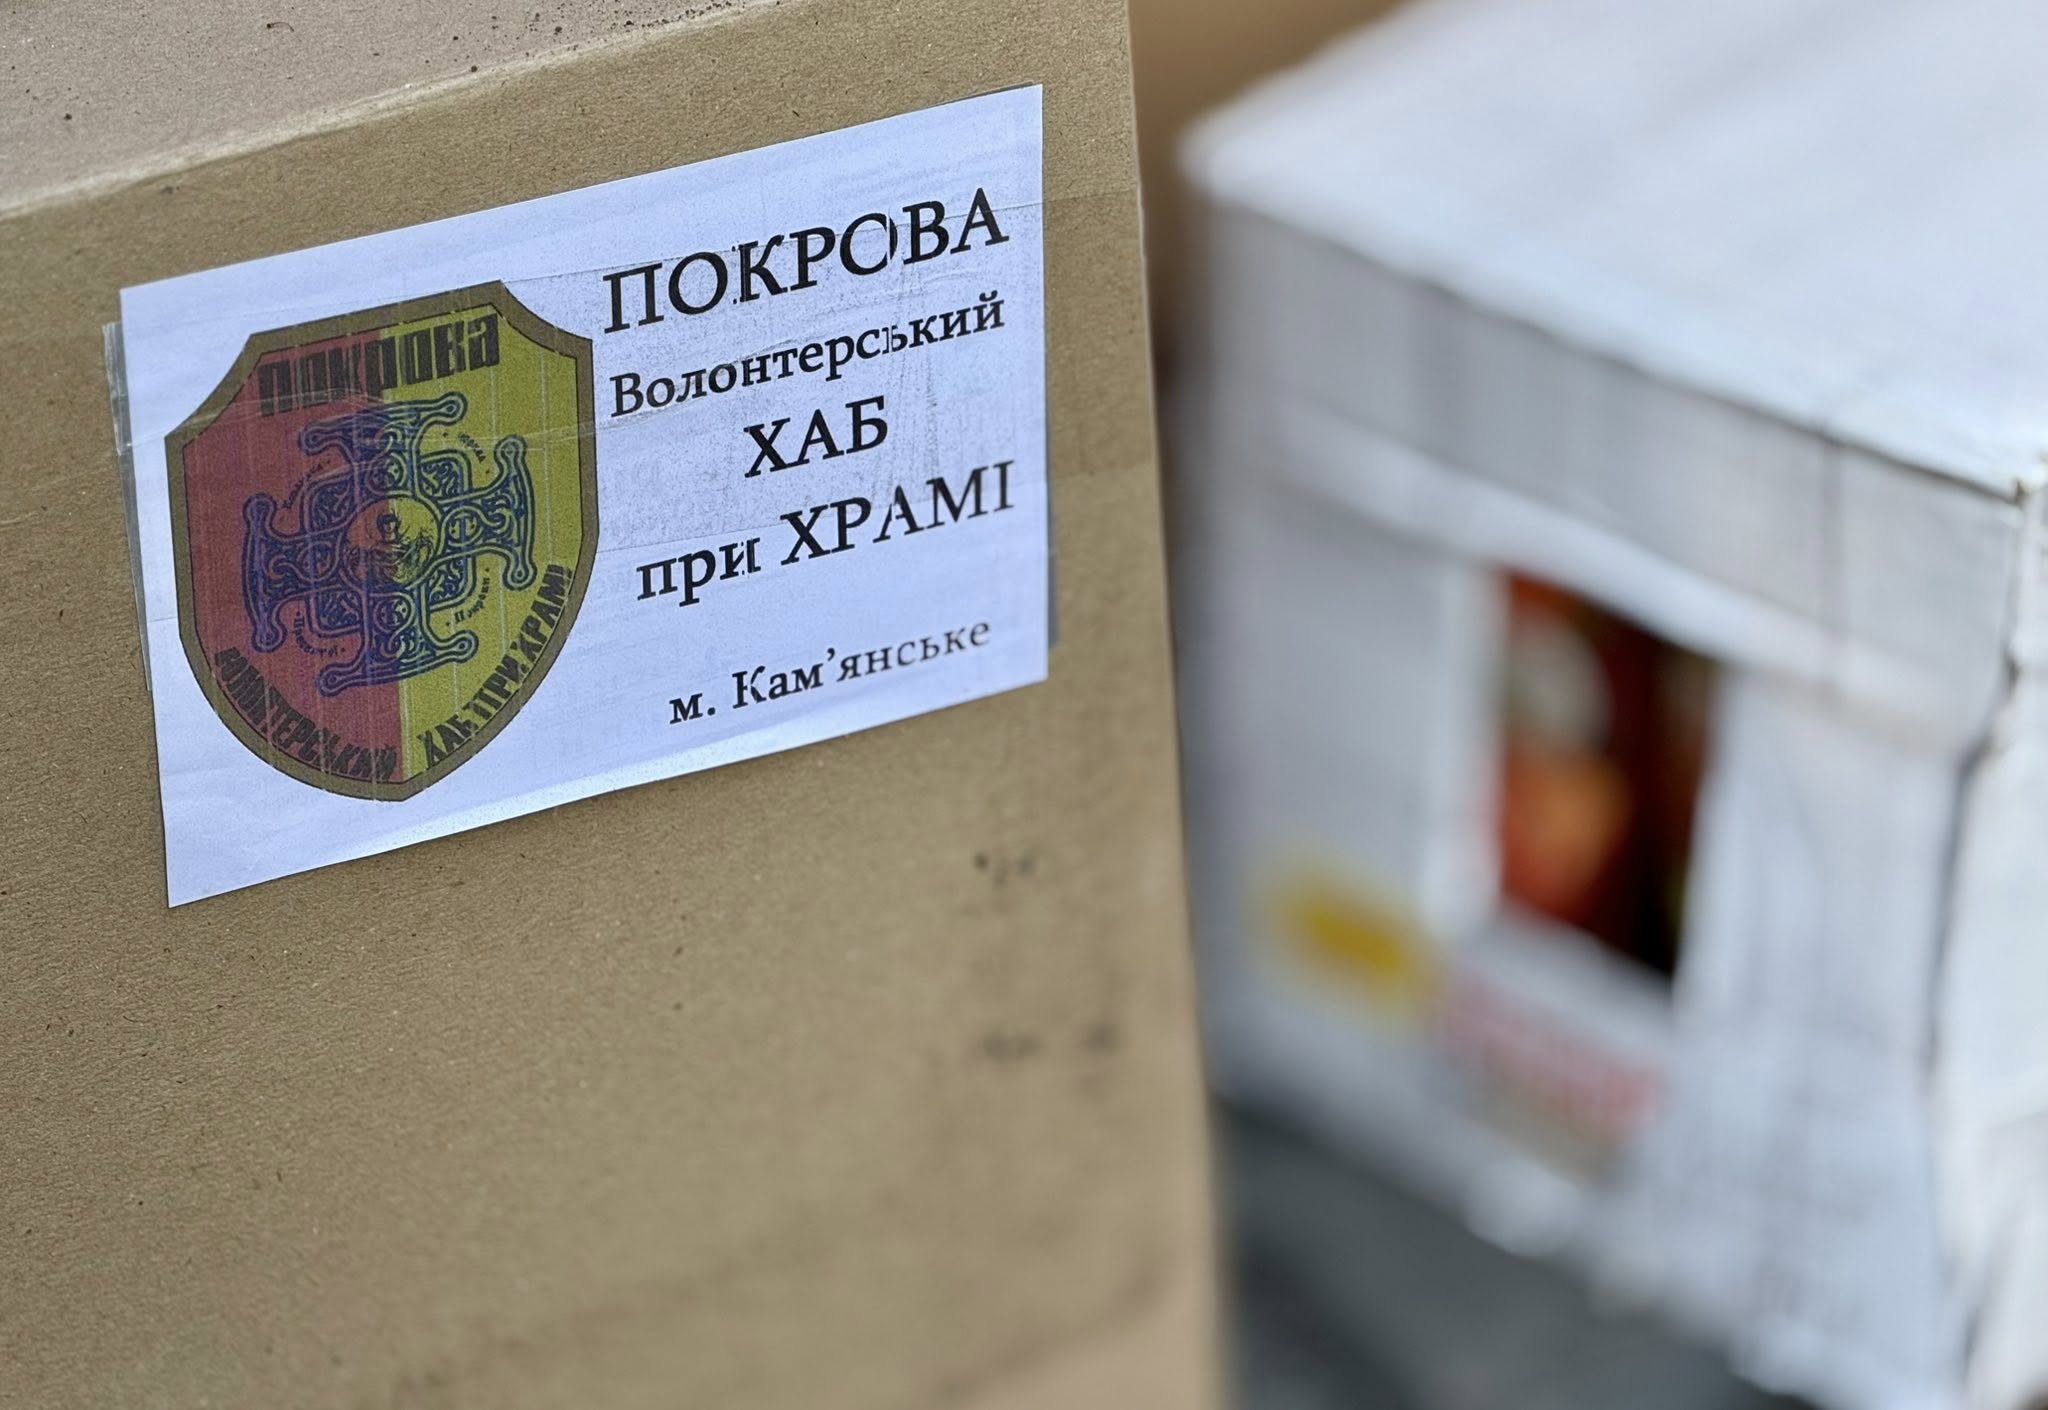 ПОКРОВА
ВОЛОНТЕРСЬКИЙ ХАБ ПРИ ХРАМІ
ПОКРОВА
Волонтерський
ХАБ
при ХРАМІ
м. Кам'янське